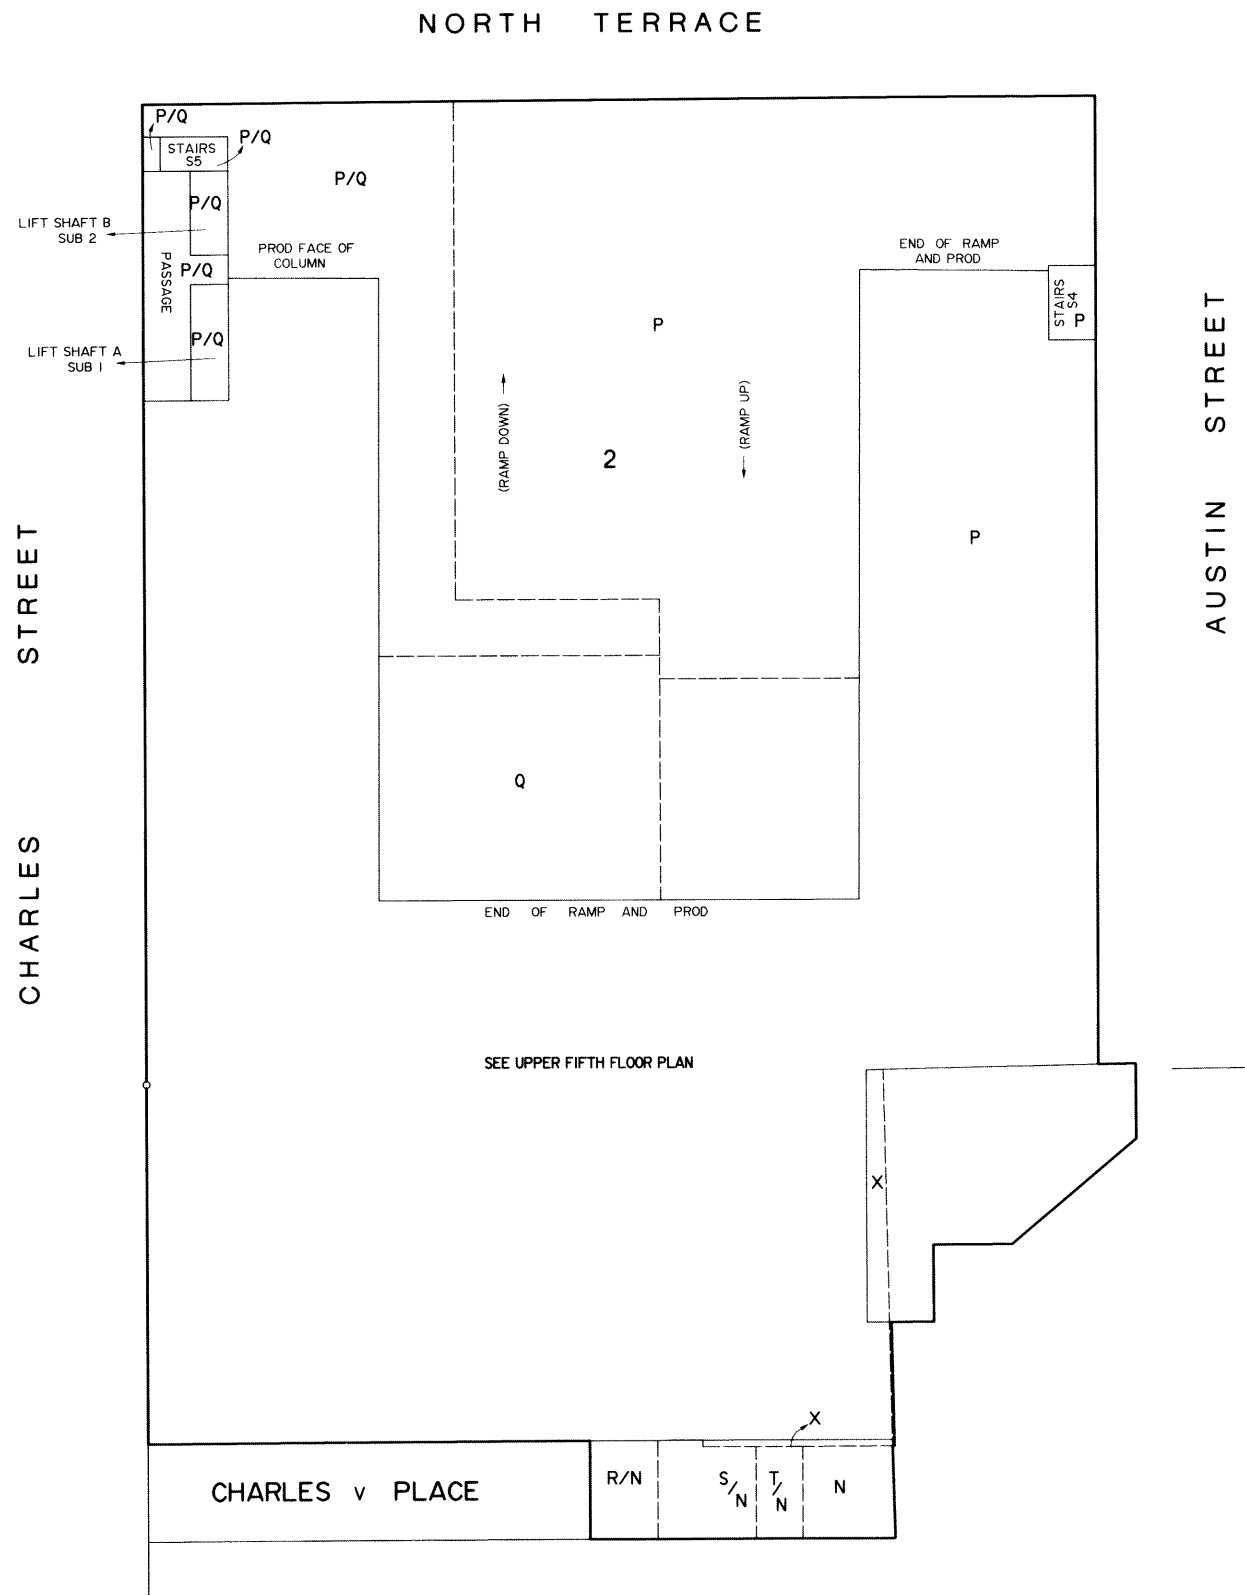 NORTH TERRACE
P/Q
P/Q
STAIRS
S5
P/Q
P/Q
LIFT SHAFT B
SUB 2
PROD FACE OF
COLUMN
END OF RAMP
AND PROD
PASSAGE
P/Q
STAIRS
S4
P
P
P/Q
LIFT SHAFT A
SUB 1
(RAMP DOWN)
(RAMP UP)
2
AUSTIN STREET
P
CHARLES STREET
Q
END OF RAMP AND PROD
SEE UPPER FIFTH FLOOR PLAN
X
X
CHARLES v PLACE
R/N
S/N
T/N
N